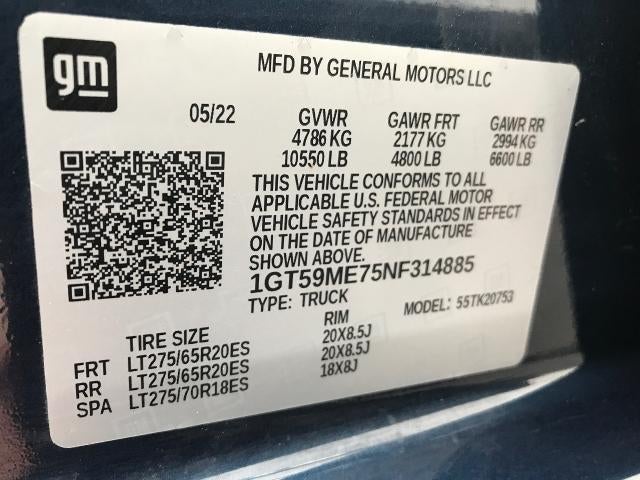 gm
MFD BY GENERAL MOTORS LLC
05/22 GVWR GAWR FRT GAWR RR
4786 KG 2177 KG 2994 KG
10550 LB 4800 LB 6600 LB
THIS VEHICLE CONFORMS TO ALL
APPLICABLE U.S. FEDERAL MOTOR
VEHICLE SAFETY STANDARDS IN EFFECT
ON THE DATE OF MANUFACTURE
SHOWN ABOVE.
1GT59ME75NF314885
TYPE: TRUCK MODEL: 55TK20753
TIRE SIZE RIM
FRT LT275/65R20ES 20X8.5J
RR LT275/65R20ES 20X8.5J
SPA LT275/70R18ES 18X8J